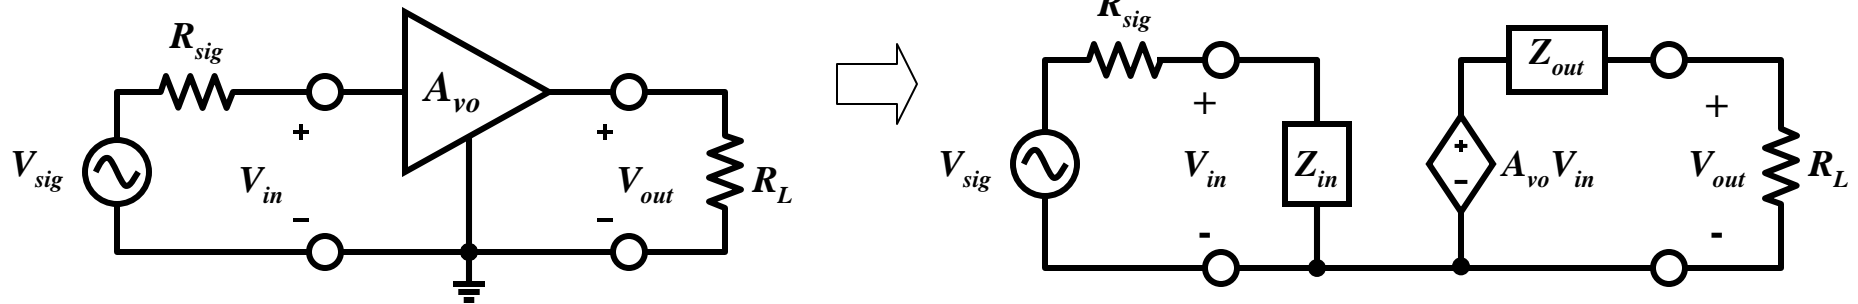 R_sig
A_vo
V_sig
+
V_in
−
+
V_out
−
R_L
R_sig
V_sig
+
V_in
-
Z_in
+
-
A_vo V_in
Z_out
+
V_out
-
R_L